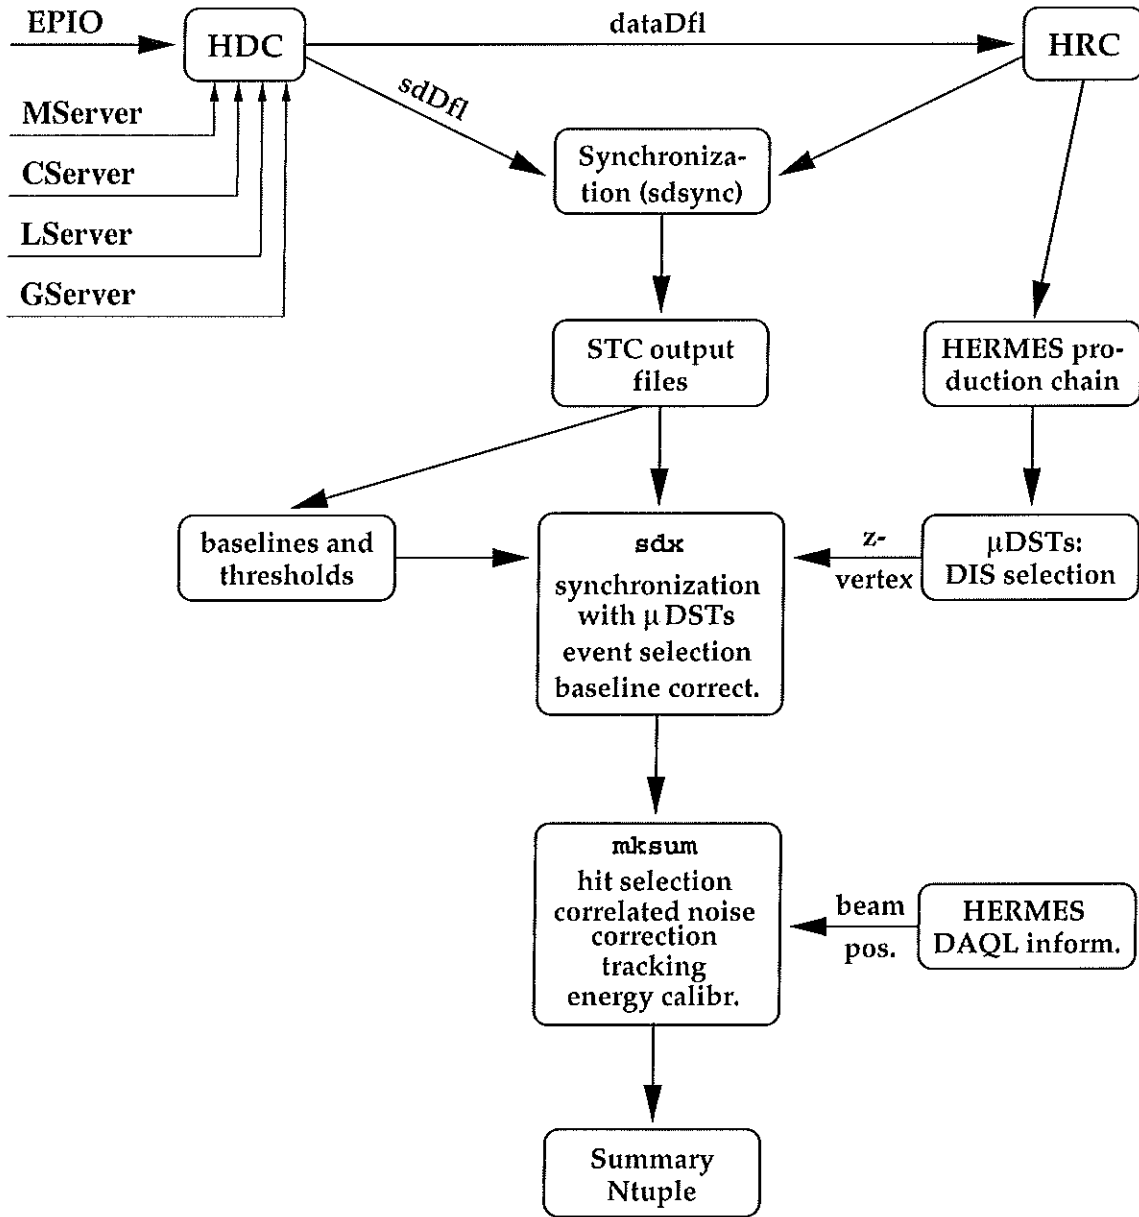 EPIO
HDC
dataDfl
HRC
sdDfl
MServer
CServer
LServer
GServer
Synchroniza-
tion (sdsync)
STC output
files
HERMES pro-
duction chain
baselines and
thresholds
sdx
synchronization
with μ DSTs
event selection
baseline correct.
z-
vertex
μDSTs:
DIS selection
mksum
hit selection
correlated noise
correction
tracking
energy calibr.
beam
pos.
HERMES
DAQL inform.
Summary
Ntuple